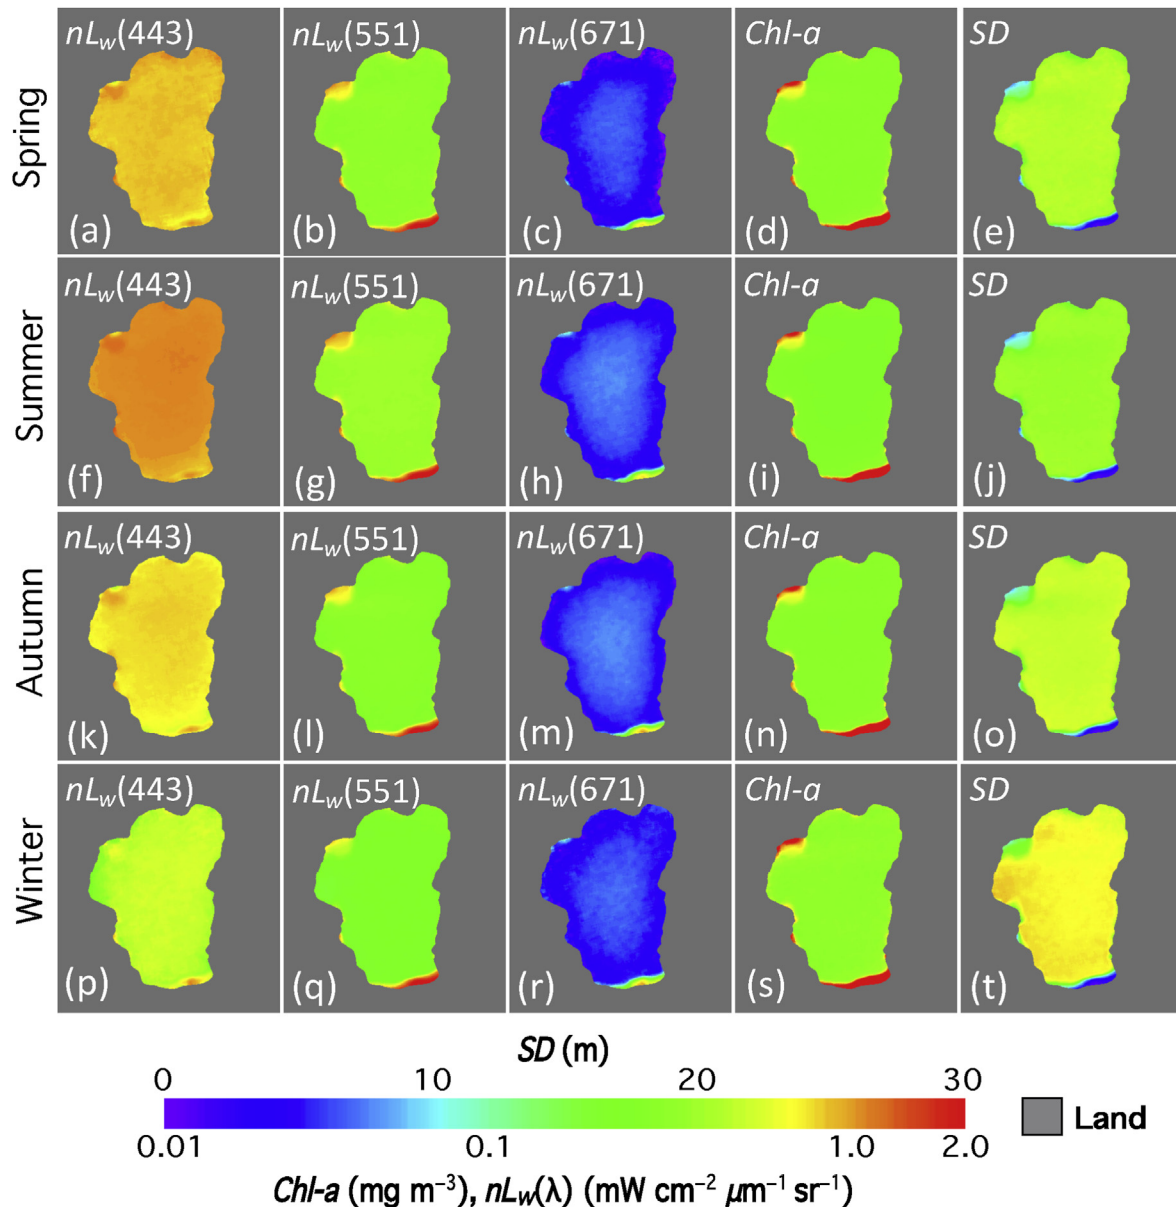 Spring
nLw(443) nLw(551) nLw(671) Chl-a SD
(a) (b) (c) (d) (e)
Summer
nLw(443) nLw(551) nLw(671) Chl-a SD
(f) (g) (h) (i) (j)
Autumn
nLw(443) nLw(551) nLw(671) Chl-a SD
(k) (l) (m) (n) (o)
Winter
nLw(443) nLw(551) nLw(671) Chl-a SD
(p) (q) (r) (s) (t)
SD (m)
0 10 20 30
0.01 0.1 1.0 2.0
Land
Chl-a (mg m⁻³), nLw(λ) (mW cm⁻² μm⁻¹ sr⁻¹)